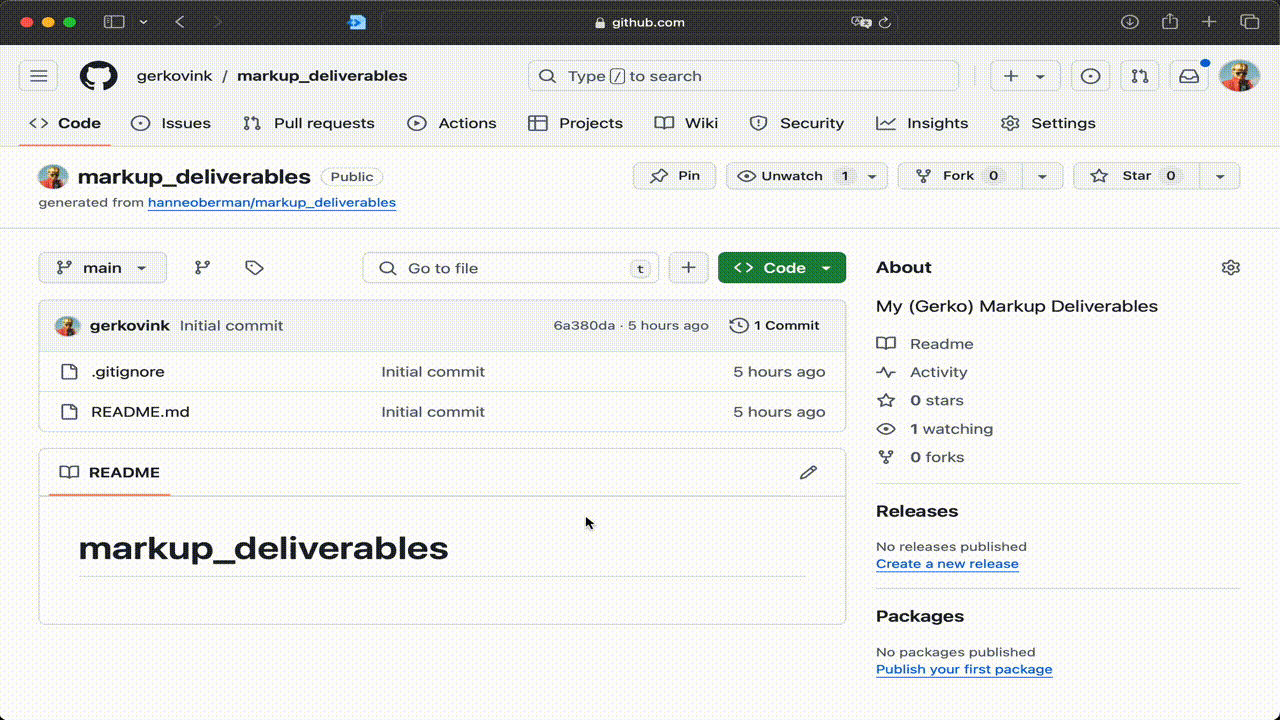 github.com
gerkovink / markup_deliverables
Type / to search
Code Issues Pull requests Actions Projects Wiki Security Insights Settings
markup_deliverables Public
Pin Unwatch 1 Fork 0 Star 0
generated from hanneoberman/markup_deliverables
main Go to file t Code
gerkovink Initial commit 6a380da · 5 hours ago 1 Commit
.gitignore Initial commit 5 hours ago
README.md Initial commit 5 hours ago
README
markup_deliverables
About
My (Gerko) Markup Deliverables
Readme
Activity
0 stars
1 watching
0 forks
Releases
No releases published
Create a new release
Packages
No packages published
Publish your first package